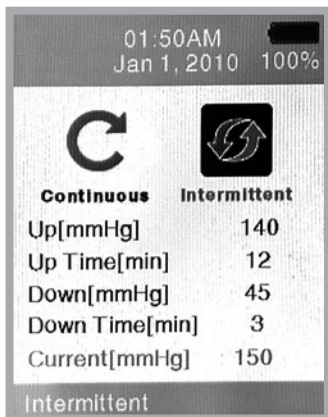 01:50AM
Jan 1, 2010 100%
Continuous Intermittent
Up[mmHg] 140
Up Time[min] 12
Down[mmHg] 45
Down Time[min] 3
Current[mmHg] 150
Intermittent